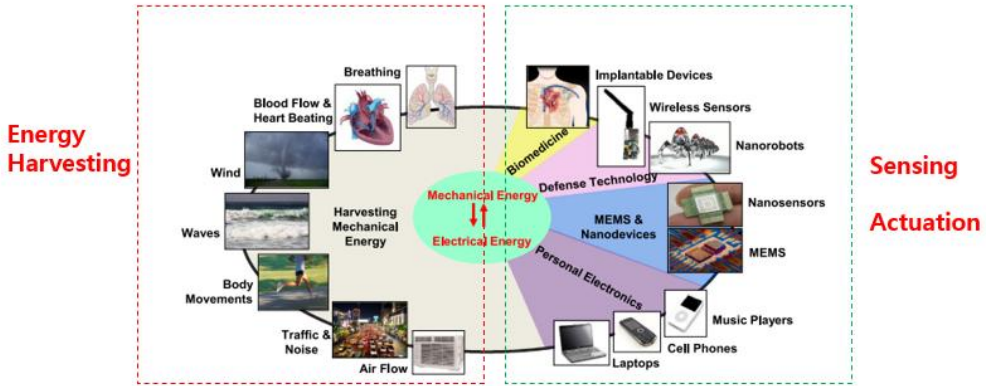 Energy
Harvesting
Breathing
Blood Flow &
Heart Beating
Wind
Waves
Body
Movements
Traffic &
Noise
Air Flow
Harvesting
Mechanical
Energy
Mechanical Energy
Electrical Energy
Biomedicine
Defense Technology
MEMS &
Nanodevices
Personal Electronics
Implantable Devices
Wireless Sensors
Nanorobots
Nanosensors
MEMS
Music Players
Cell Phones
Laptops
Sensing
Actuation